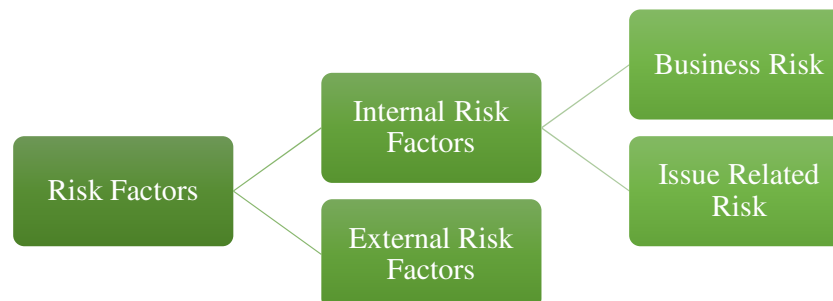 Risk Factors
Internal Risk
Factors
External Risk
Factors
Business Risk
Issue Related
Risk